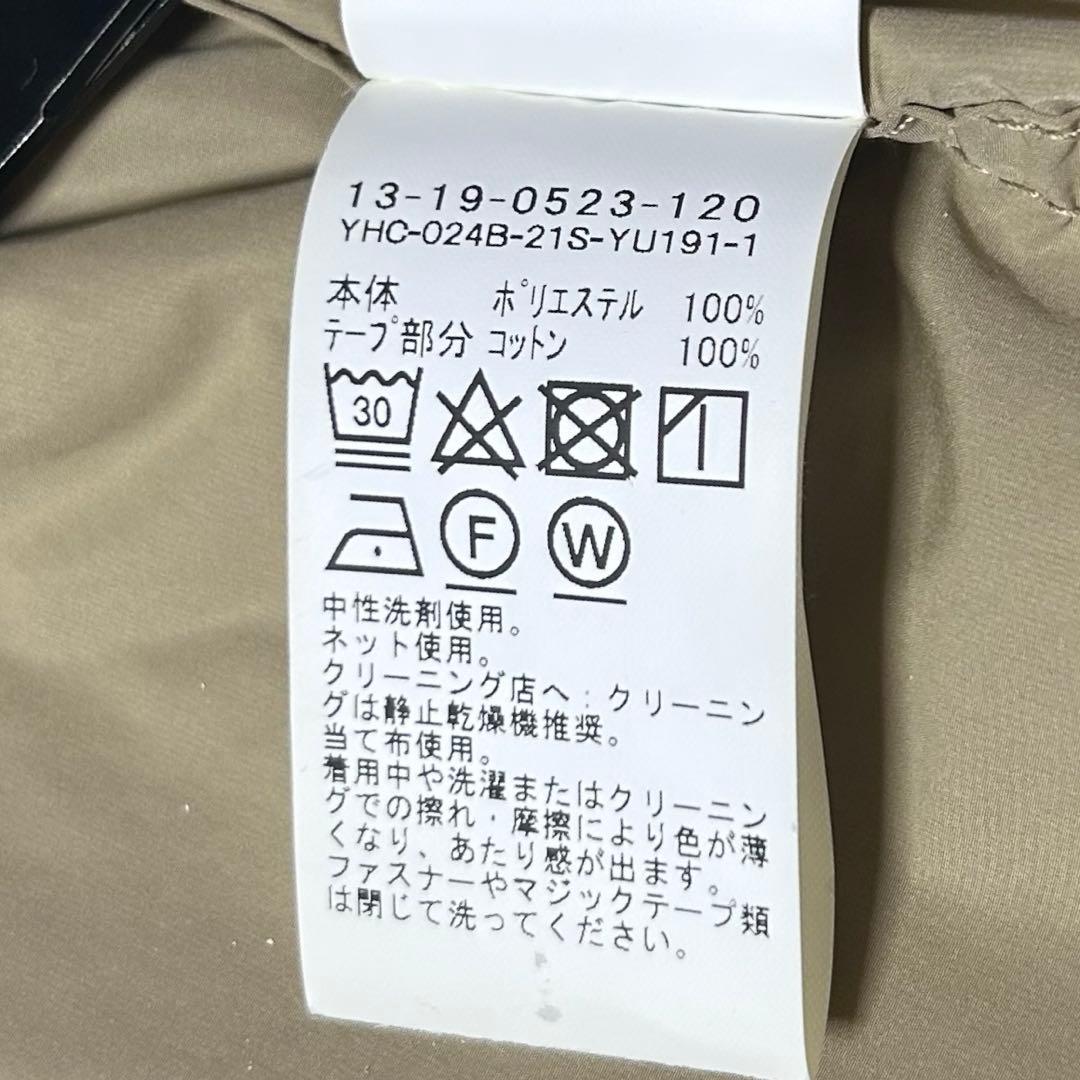 13-19-0523-120
YHC-024B-21S-YU191-1
本体 ポリエステル 100%
テープ部分 コットン 100%
30
F W
中性洗剤使用。
ネット使用。
クリーニング店へ:クリーニン
グは静止乾燥機推奨。
当て布使用。
着用中や洗濯またはクリーニン
グでの擦れ・摩擦により色が薄
くなり、あたり感が出ます。
ファスナーやマジックテープ類
は閉じて洗ってください。